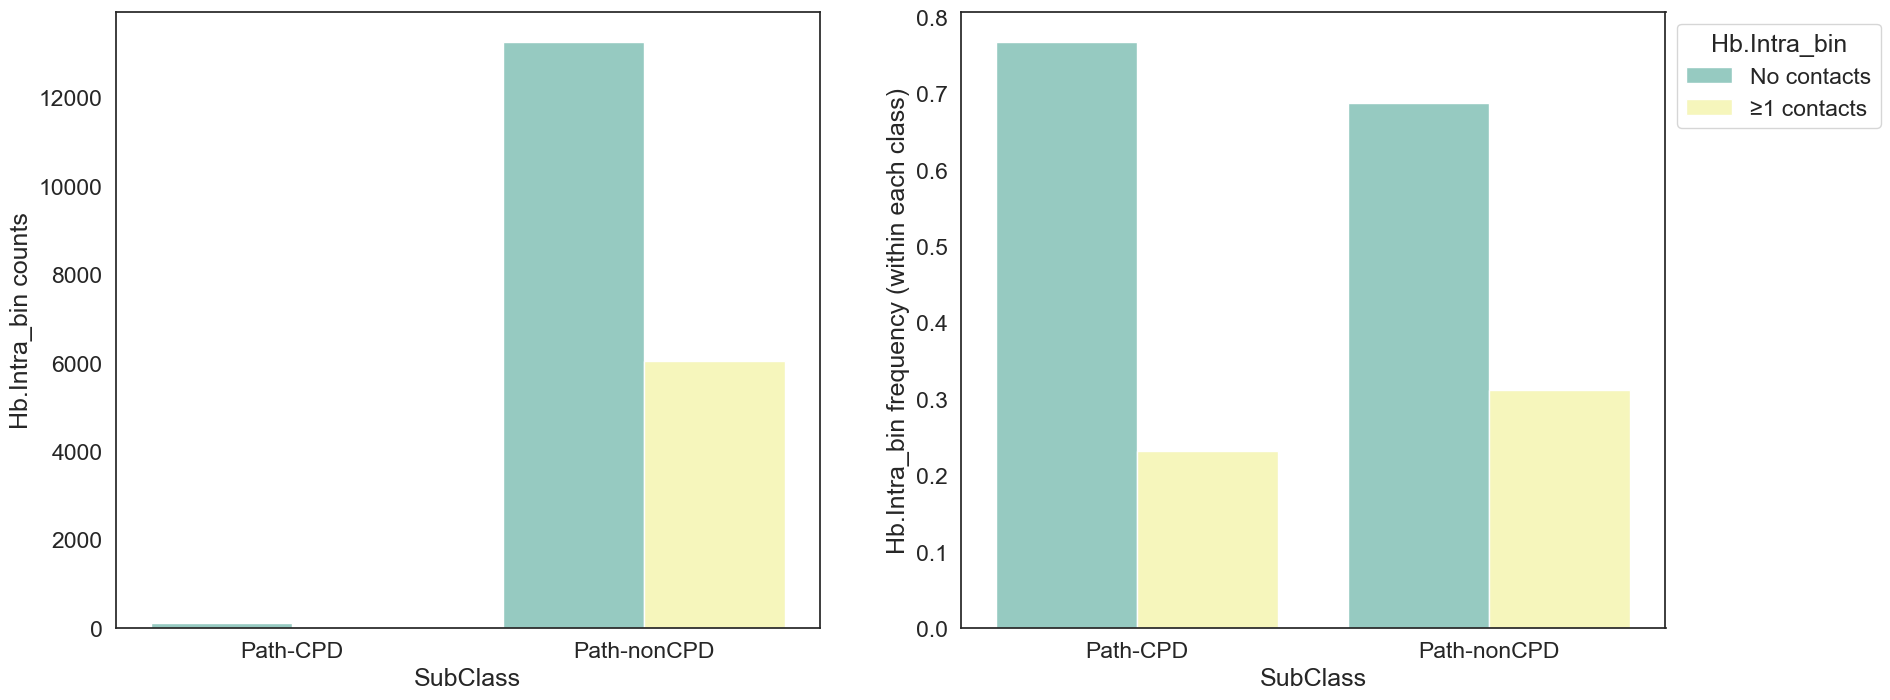 Hb.Intra_bin counts
12000
10000
8000
6000
4000
2000
0
Path-CPD
Path-nonCPD
SubClass
Hb.Intra_bin frequency (within each class)
0.8
0.7
0.6
0.5
0.4
0.3
0.2
0.1
0.0
Path-CPD
Path-nonCPD
SubClass
Hb.Intra_bin
No contacts
≥1 contacts